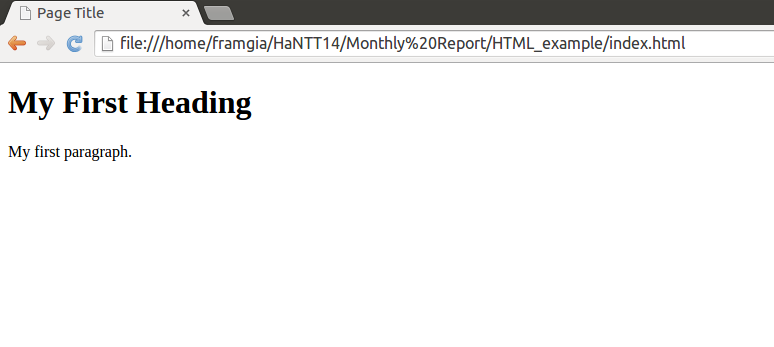 Page Title
file:///home/framgia/HaNTT14/Monthly%20Report/HTML_example/index.html
My First Heading
My first paragraph.